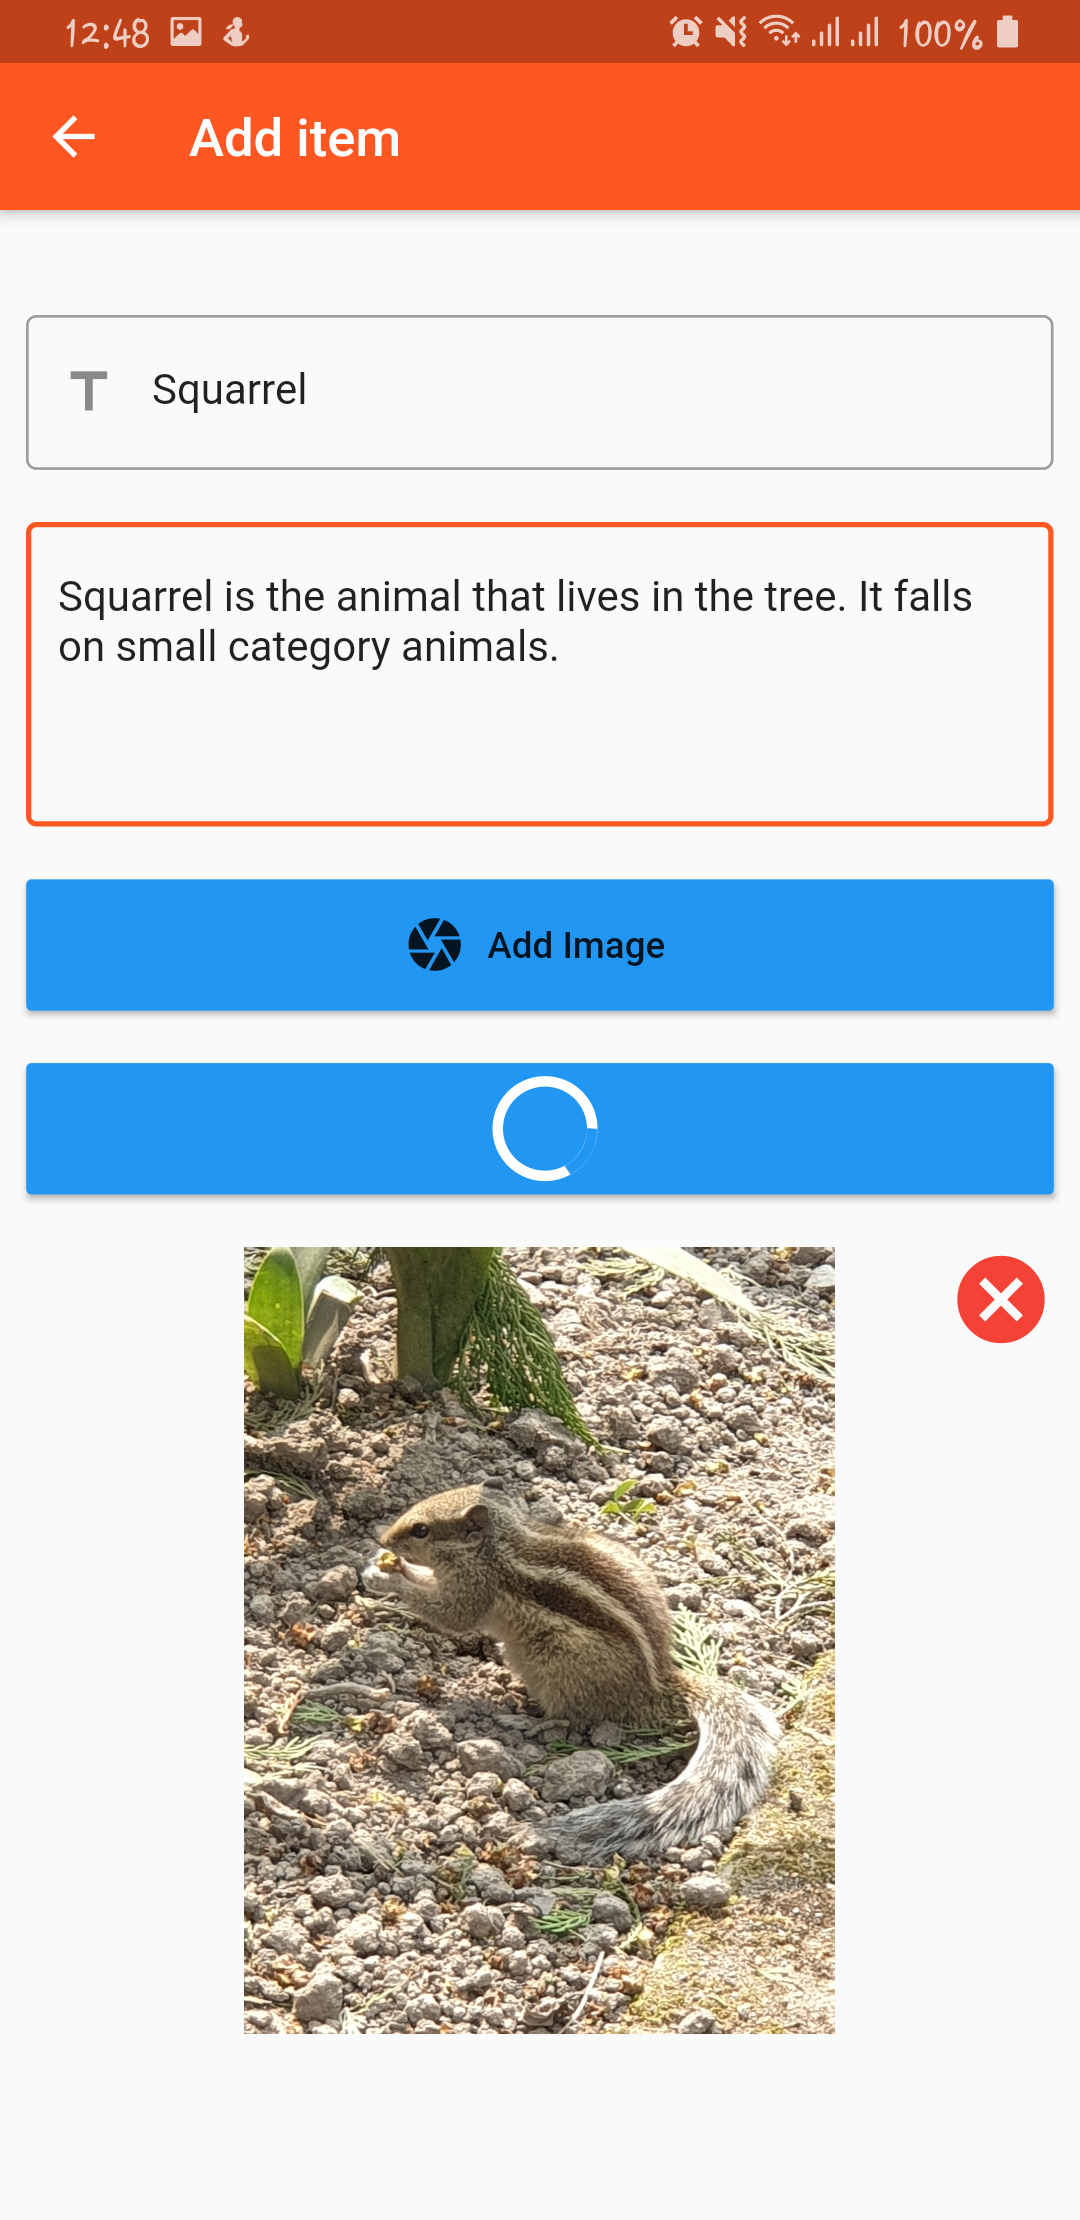 12:48 100%
Add item
T Squarrel
Squarrel is the animal that lives in the tree. It falls
on small category animals.
Add Image